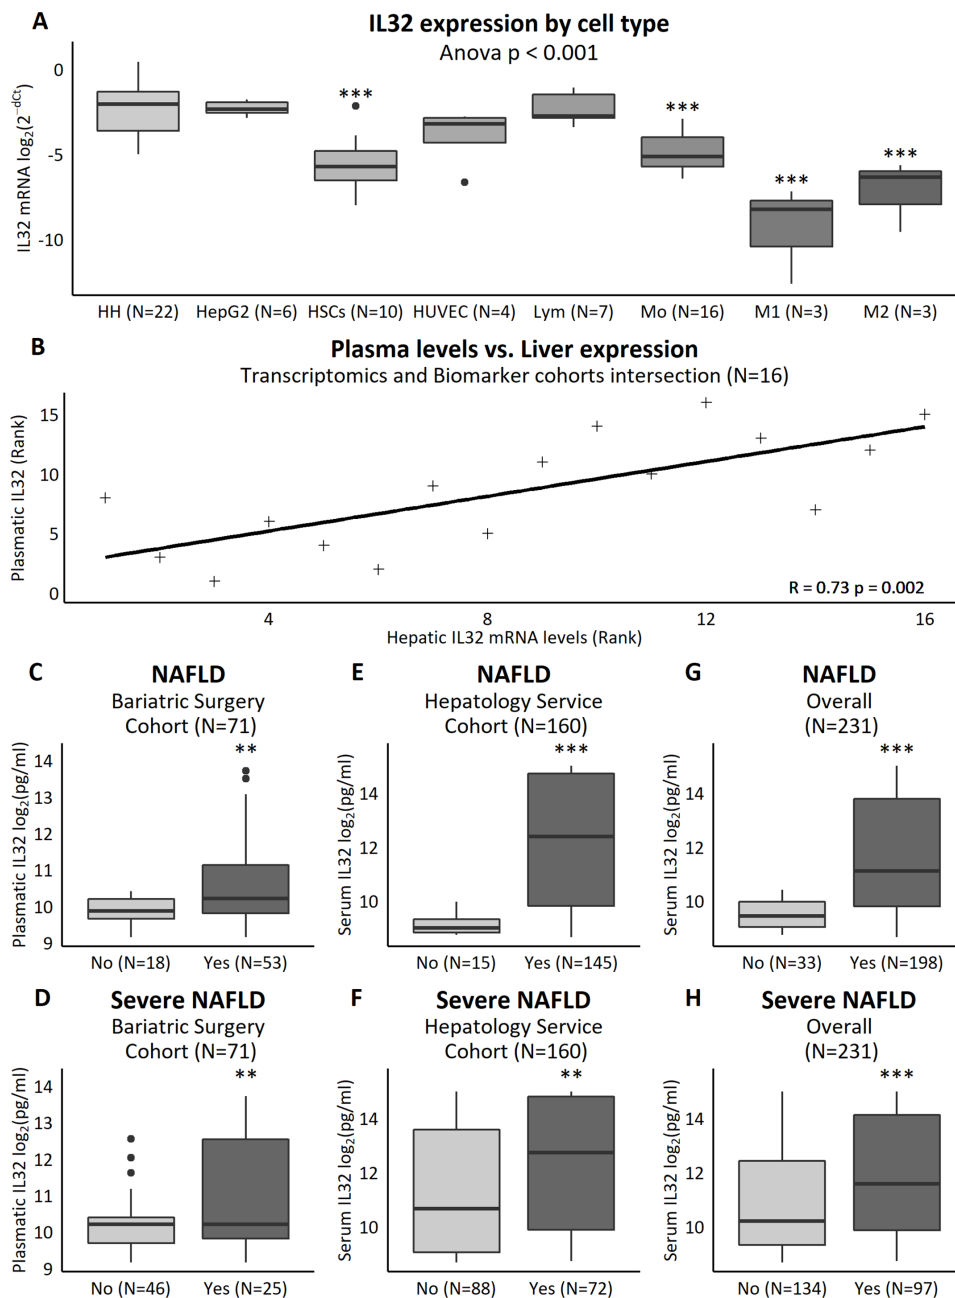 A
IL32 expression by cell type
Anova p < 0.001
IL32 mRNA log₂(2⁻ᵈᶜᵗ)
0
-5
-10
***
***
***
***
HH (N=22) HepG2 (N=6) HSCs (N=10) HUVEC (N=4) Lym (N=7) Mo (N=16) M1 (N=3) M2 (N=3)
B
Plasma levels vs. Liver expression
Transcriptomics and Biomarker cohorts intersection (N=16)
Plasmatic IL32 (Rank)
15
10
5
0
R = 0.73 p = 0.002
4 8 12 16
Hepatic IL32 mRNA levels (Rank)
C
NAFLD
Bariatric Surgery
Cohort (N=71)
**
Plasmatic IL32 log₂(pg/ml)
14
13
12
11
10
9
No (N=18) Yes (N=53)
E
NAFLD
Hepatology Service
Cohort (N=160)
***
Serum IL32 log₂(pg/ml)
14
12
10
No (N=15) Yes (N=145)
G
NAFLD
Overall
(N=231)
***
Serum IL32 log₂(pg/ml)
14
12
10
No (N=33) Yes (N=198)
D
Severe NAFLD
Bariatric Surgery
Cohort (N=71)
**
Plasmatic IL32 log₂(pg/ml)
14
13
12
11
10
9
No (N=46) Yes (N=25)
F
Severe NAFLD
Hepatology Service
Cohort (N=160)
**
Serum IL32 log₂(pg/ml)
14
12
10
No (N=88) Yes (N=72)
H
Severe NAFLD
Overall
(N=231)
***
Serum IL32 log₂(pg/ml)
14
12
10
No (N=134) Yes (N=97)